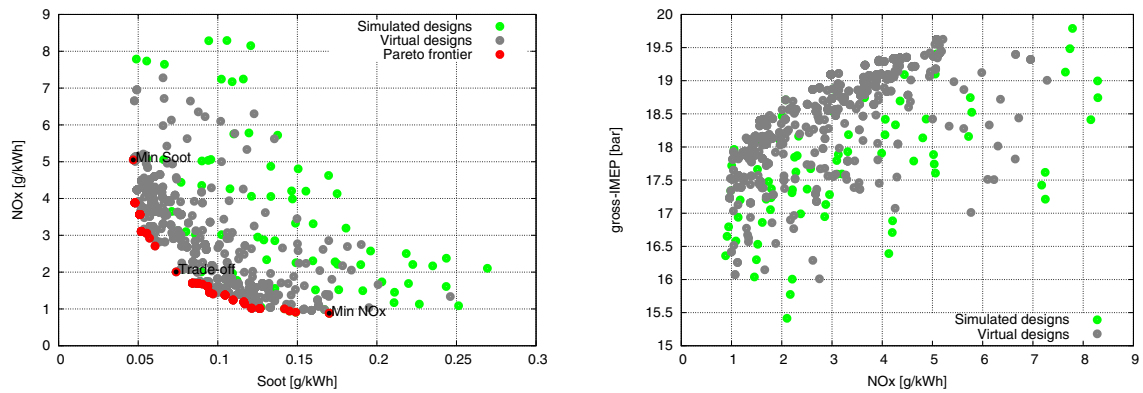 9
8
7
6
5
4
3
2
1
0
NOx [g/kWh]
Simulated designs
Virtual designs
Pareto frontier
Min Soot
Trade-off
Min NOx
0 0.05 0.1 0.15 0.2 0.25 0.3
Soot [g/kWh]
20
19.5
19
18.5
18
17.5
17
16.5
16
15.5
15
gross-IMEP [bar]
Simulated designs
Virtual designs
0 1 2 3 4 5 6 7 8 9
NOx [g/kWh]